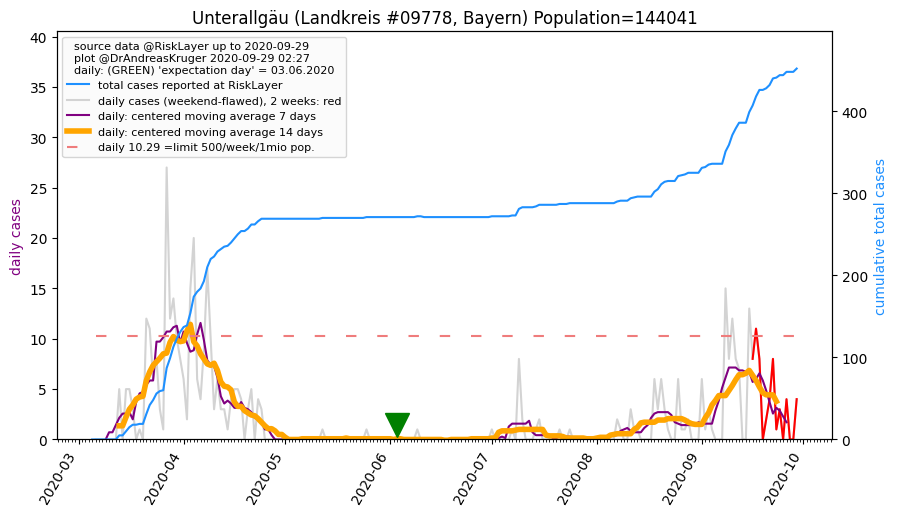 Unterallgäu (Landkreis #09778, Bayern) Population=144041
source data @RiskLayer up to 2020-09-29
plot @DrAndreasKruger 2020-09-29 02:27
daily: (GREEN) 'expectation day' = 03.06.2020
total cases reported at RiskLayer
daily cases (weekend-flawed), 2 weeks: red
daily: centered moving average 7 days
daily: centered moving average 14 days
daily 10.29 =limit 500/week/1mio pop.
daily cases
40
35
30
25
20
15
10
5
0
cumulative total cases
400
300
200
100
0
2020-03
2020-04
2020-05
2020-06
2020-07
2020-08
2020-09
2020-10